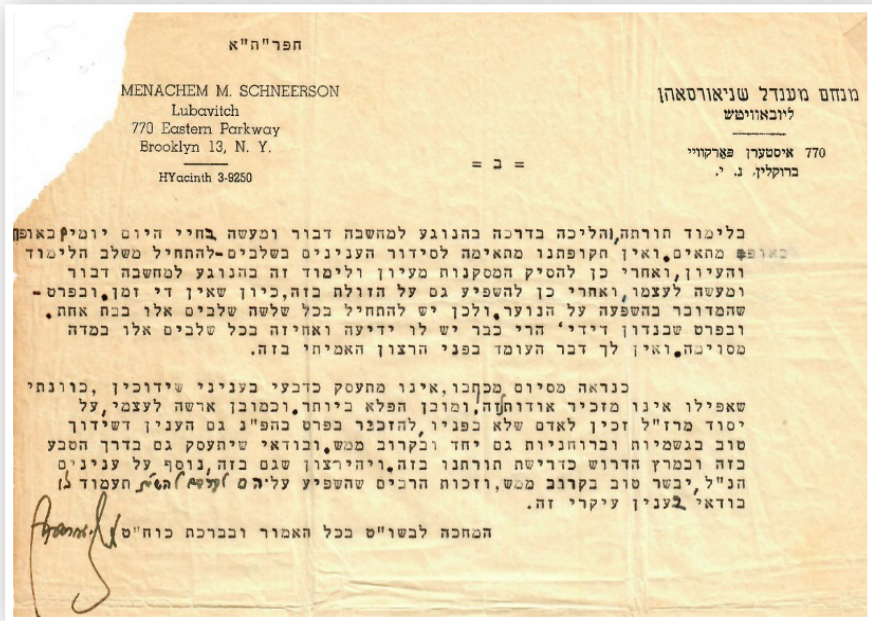 חפר"ה"א
MENACHEM M. SCHNEERSON
Lubavitch
770 Eastern Parkway
Brooklyn 13, N. Y.
HYacinth 3-9250
מנחם מענדל שניאורסאהן
ליובאוויטש
770 איסטערן פארקוויי
ברוקלין, נ. י.
= ב =
בלימוד תורתה, והליכה בדרכה בהנוגע למחשבה דבור ומעשה בחיי היום יומיים באופן
באופן מתאים. ואין תקופתנו מתאימה לסידור הענינים בשלבים-להתחיל משלב הלימוד
והעיון, ואחרי כן להסיק המסקנות מעיון ולימוד זה בהנוגע למחשבה דבור
ומעשה לעצמו, ואחרי כן להשפיע גם על הזולת בזה, כיון שאין די זמן. ובפרט-
שהמדובר בהשפעה על הנוער. ולכן יש להתחיל בכל שלשה שלבים אלו בבת אחת.
ובפרט שבנדון דידי' הרי כבר יש לו ידיעה ואחיזה בכל שלבים אלו במדה
מסוימה. ואין לך דבר העומד בפני הרצון האמיתי בזה.
כנראה מסיום מכתבו, אינו מתעסק כדבעי בעניני שידוכין, כוונתי
שאפילו אינו מזכיר אודות זה, ומובן הפלא ביותר. וכמובן ארשה לעצמי, על
יסוד מרז"ל זכין לאדם שלא בפניו, להזכיר בפרט בהפ"נ גם הענין דשידוך
טוב בגשמיות וברוחניות גם יחד ובקרוב ממש. ובודאי שיתעסק גם בדרך הטבע
בזה ובמרץ הדרוש כדרישת תורתנו בזה. ויהי רצון שגם בזה, נוסף על ענינים
הנ"ל, יבשר טוב בקרוב ממש, וזכות הרבים שהשפיע עליהם תעמוד לו
בודאי בענין עיקרי זה.
המחכה לבשו"ט בכל האמור ובברכת כוח"ט